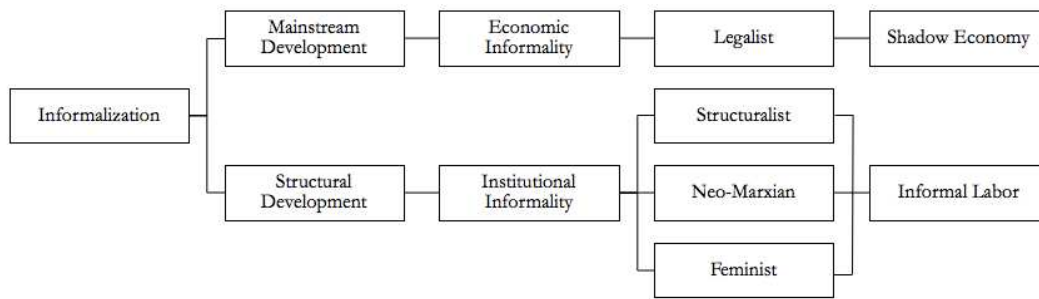 Mainstream
Development
Economic
Informality
Legalist
Shadow Economy
Informalization
Structuralist
Structural
Development
Institutional
Informality
Neo-Marxian
Informal Labor
Feminist